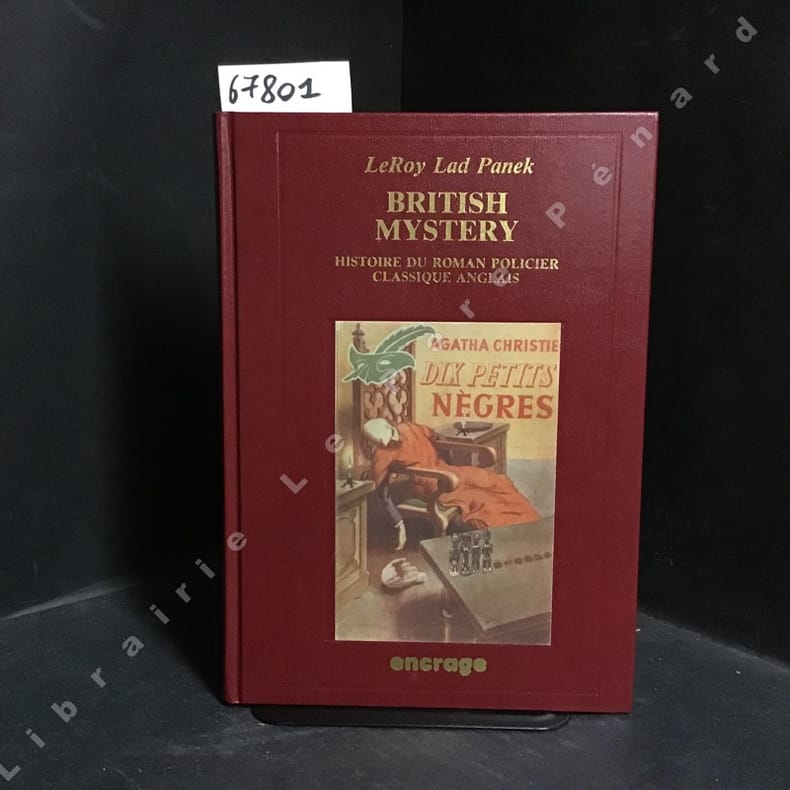 67801
LeRoy Lad Panek
BRITISH
MYSTERY
HISTOIRE DU ROMAN POLICIER
CLASSIQUE ANGLAIS
AGATHA CHRISTIE
DIX PETITS
NÈGRES
encrage
Librairie Le Père Pénard